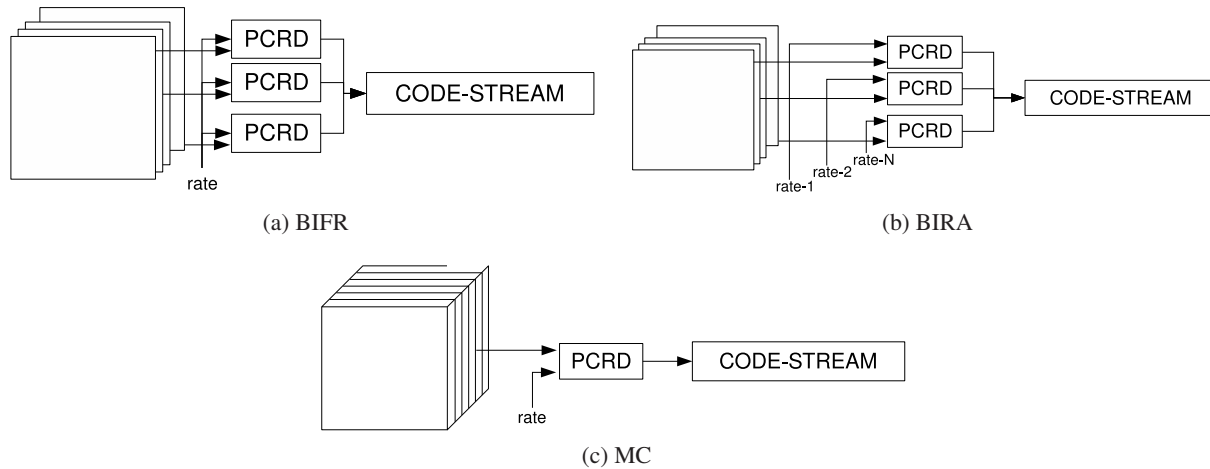 PCRD
PCRD
PCRD
CODE-STREAM
rate
(a) BIFR
PCRD
PCRD
PCRD
CODE-STREAM
rate-N
rate-2
rate-1
(b) BIRA
PCRD
CODE-STREAM
rate
(c) MC